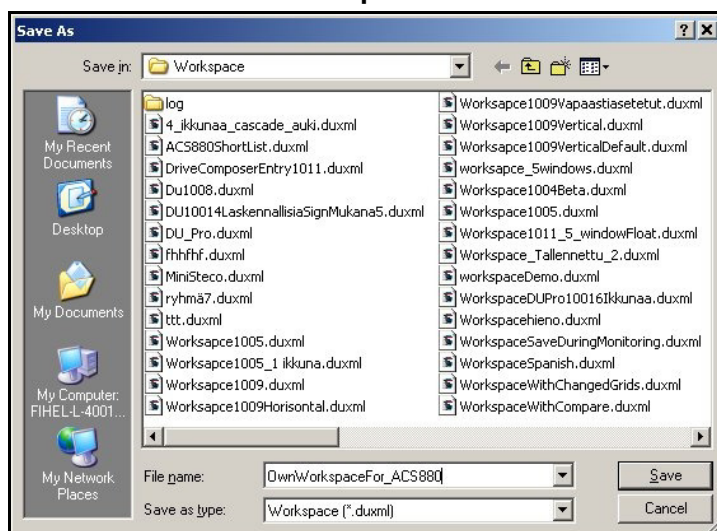 Save As
Save in:
Workspace
My Recent
Documents
Desktop
My Documents
My Computer:
FIHEL-L-4001...
My Network
Places
log
4_ikkunaa_cascade_auki.duxml
ACS880ShortList.duxml
DriveComposerEntry1011.duxml
Du1008.duxml
DU10014LaskennallisiaSignMukana5.duxml
DU_Pro.duxml
fhhfhf.duxml
MiniSteco.duxml
ryhmä7.duxml
ttt.duxml
Worksapce1005.duxml
Worksapce1005_1 ikkuna.duxml
Worksapce1009.duxml
Worksapce1009Horisontal.duxml
Worksapce1009Vapaastiasetetut.duxml
Worksapce1009Vertical.duxml
Worksapce1009VerticalDefault.duxml
worksapce_5windows.duxml
Workspace1004Beta.duxml
Workspace1005.duxml
Workspace1011_5_windowFloat.duxml
Workspace_Tallennettu_2.duxml
workspaceDemo.duxml
WorkspaceDUPro10016Ikkunaa.duxml
Workspacehieno.duxml
WorkspaceSaveDuringMonitoring.duxml
WorkspaceSpanish.duxml
WorkspaceWithChangedGrids.duxml
WorkspaceWithCompare.duxml
File name:
OwnWorkspaceFor_ACS880
Save
Save as type:
Workspace (*.duxml)
Cancel